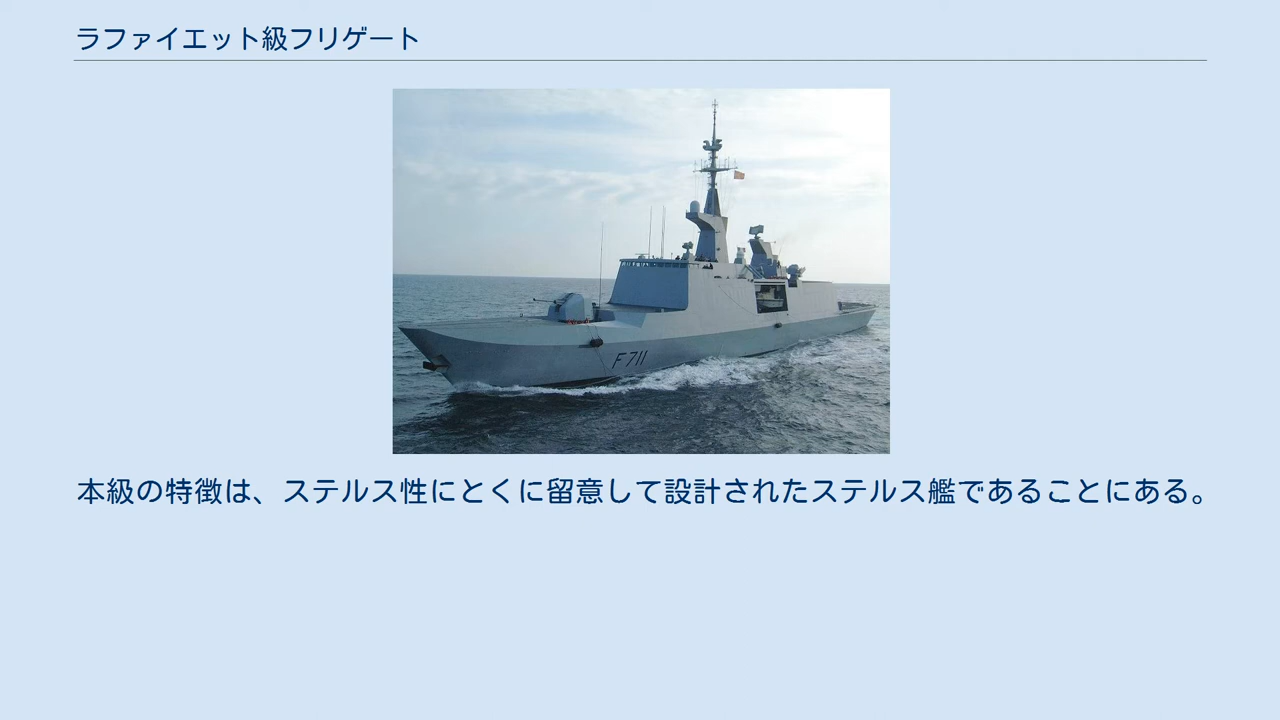 ラファイエット級フリゲート
F711
本級の特徴は、ステルス性にとくに留意して設計されたステルス艦であることにある。